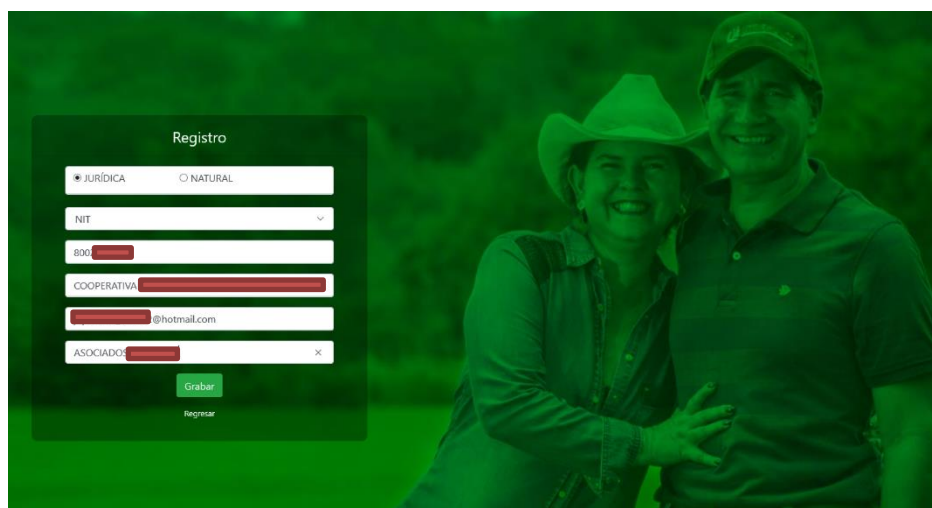 Registro
JURÍDICA NATURAL
NIT
800
COOPERATIVA
@hotmail.com
ASOCIADOS
Grabar
Regresar